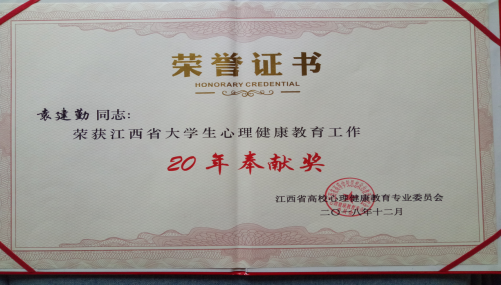 荣誉证书
HONORARY CREDENTIAL
袁建勤 同志:
荣获江西省大学生心理健康教育工作
20年奉献奖
江西省高校心理健康教育专业委员会
二〇一八年十二月